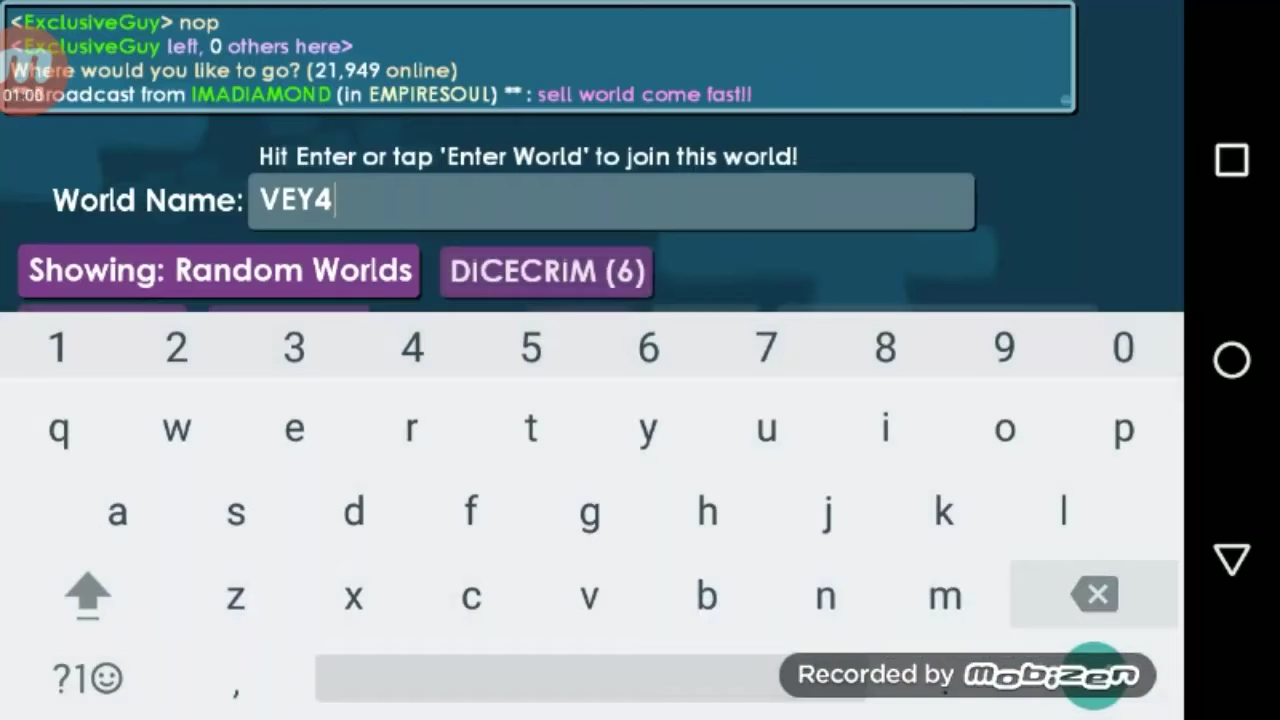 <ExclusiveGuy> nop
<ExclusiveGuy left, 0 others here>
Where would you like to go? (21,949 online)
01:06
roadcast from IMADIAMOND (in EMPIRESOUL) ** : sell world come fast!!
Hit Enter or tap 'Enter World' to join this world!
World Name: VEY4
Showing: Random Worlds DiCECRiM (6)
1 2 3 4 5 6 7 8 9 0
q w e r t y u i o p
a s d f g h j k l
z x c v b n m
?1☺ ,
Recorded by mobizen